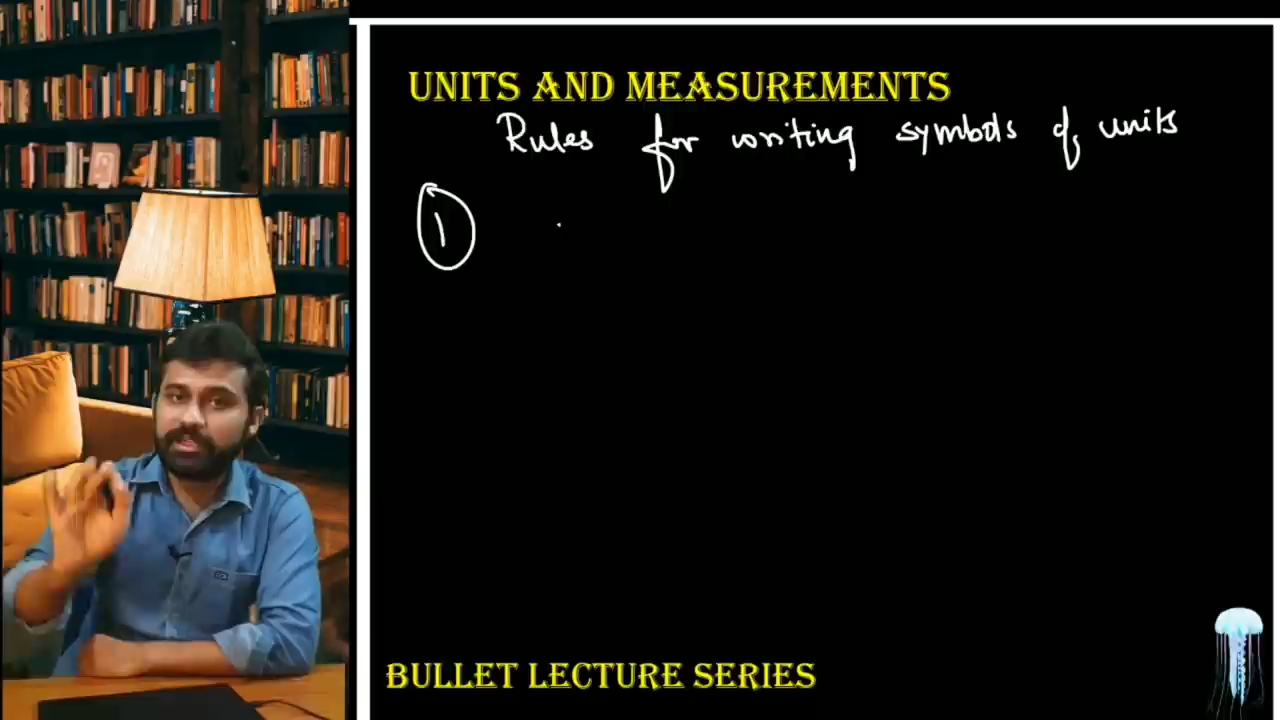 UNITS AND MEASUREMENTS
Rules for writing symbols of units
1
BULLET LECTURE SERIES